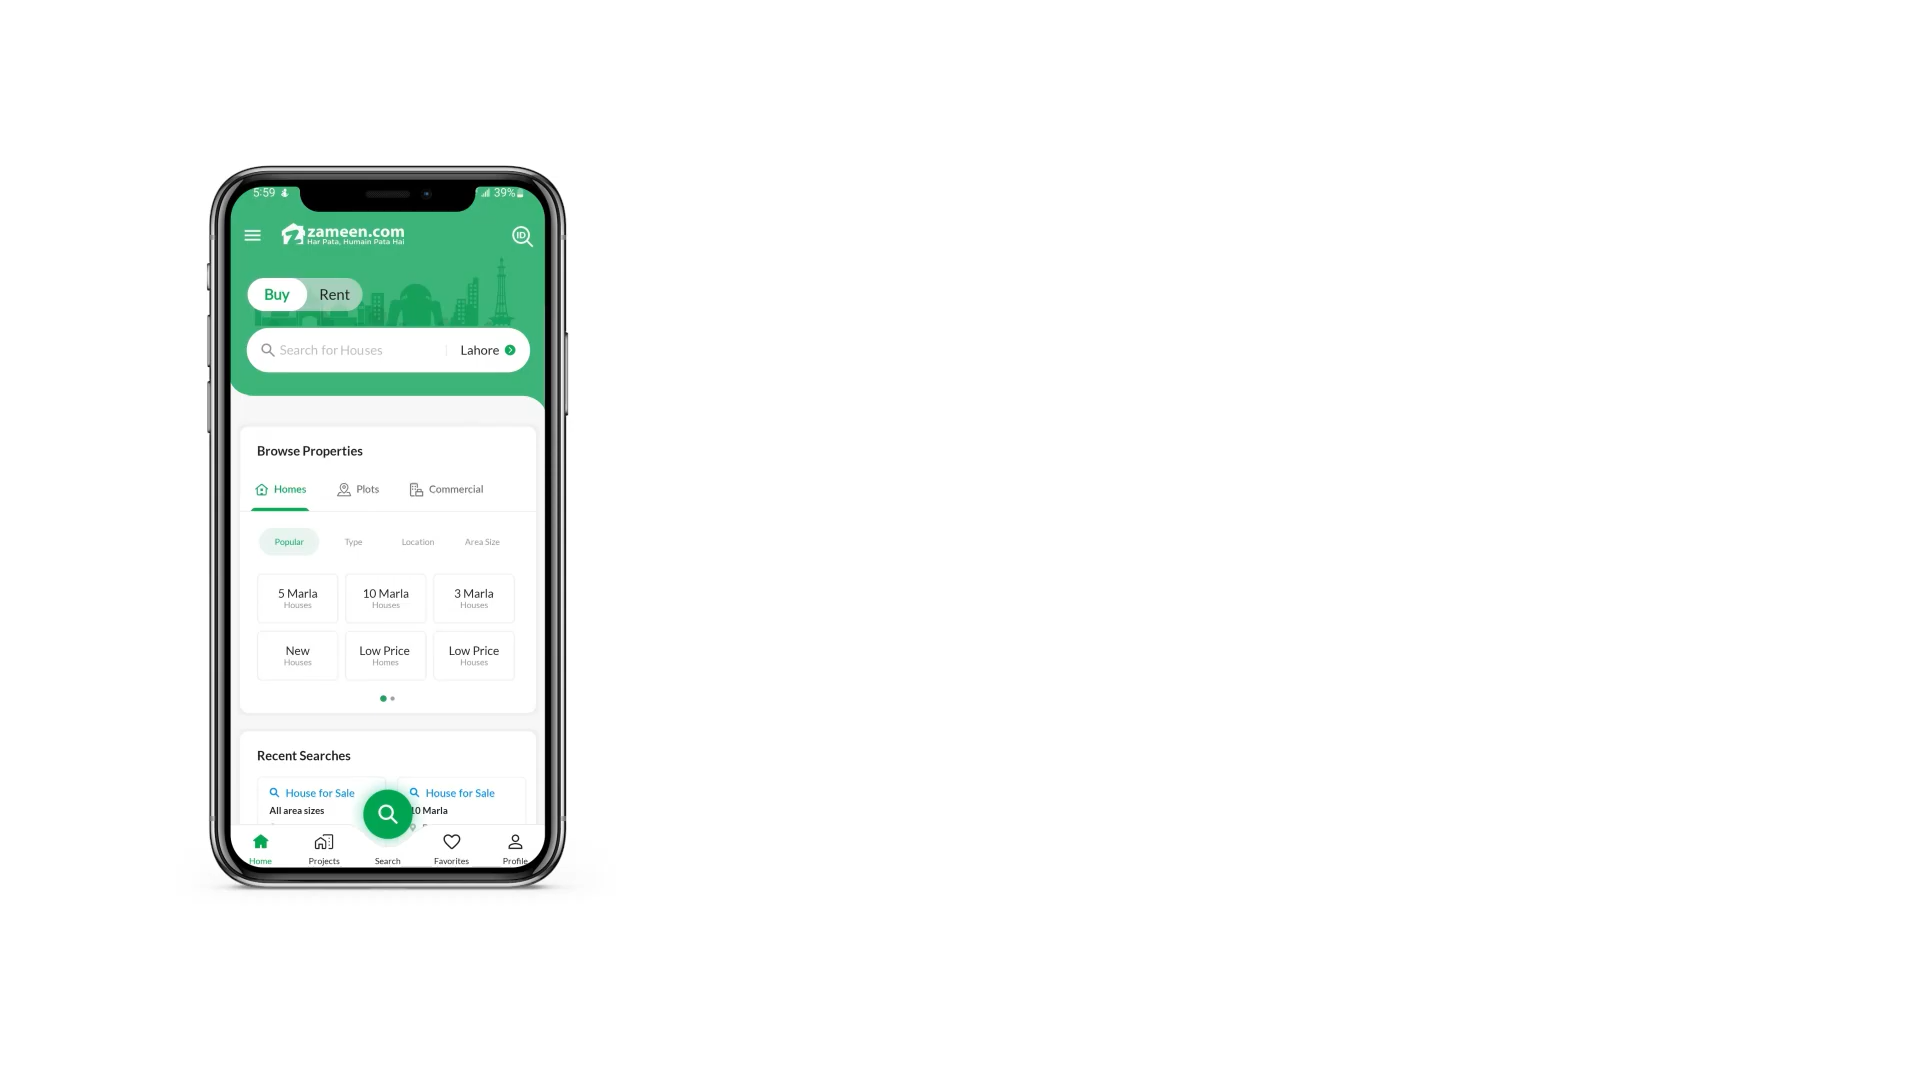 5:59
39%
zameen.com
Har Pata, Humain Pata Hai
ID
Buy
Rent
Search for Houses
Lahore
Browse Properties
Homes
Plots
Commercial
Popular
Type
Location
Area Size
5 Marla
Houses
10 Marla
Houses
3 Marla
Houses
New
Houses
Low Price
Homes
Low Price
Houses
Recent Searches
House for Sale
All area sizes
House for Sale
10 Marla
Home
Projects
Search
Favorites
Profile